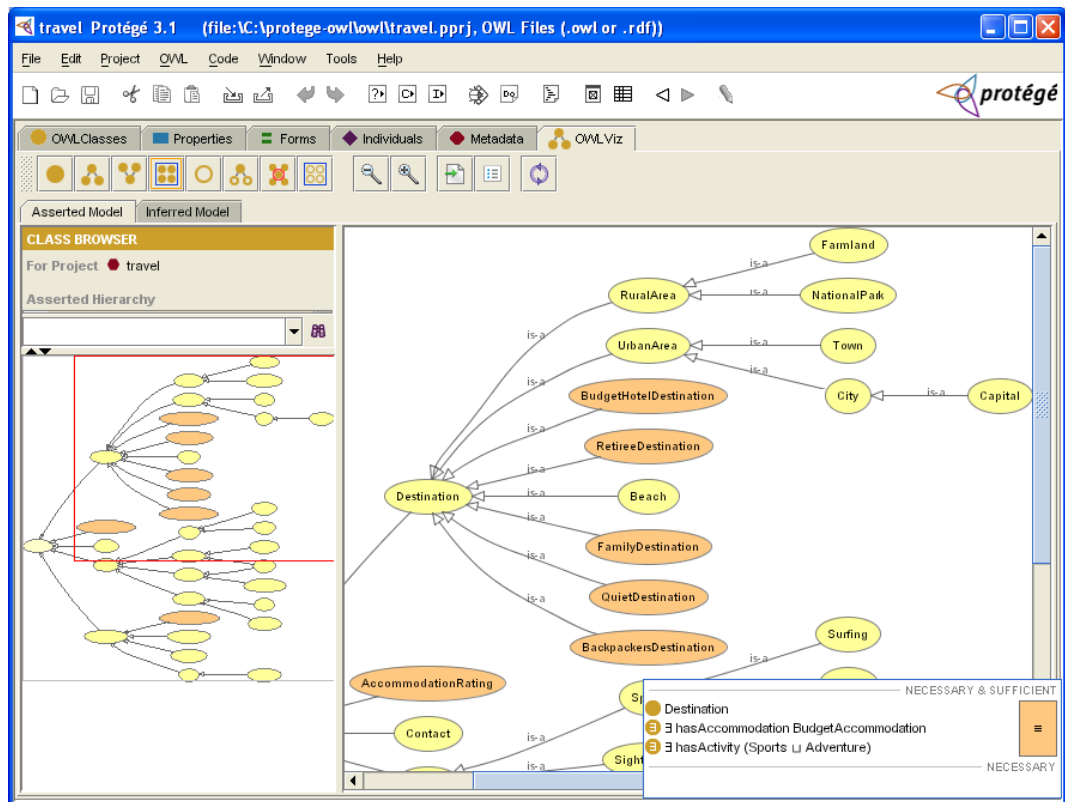 travel Protégé 3.1 (file:\C:\protege-owl\owl\travel.pprj, OWL Files (.owl or .rdf))
File Edit Project OWL Code Window Tools Help
protégé
OWLClasses Properties Forms Individuals Metadata OWLViz
Asserted Model Inferred Model
CLASS BROWSER
For Project travel
Asserted Hierarchy
Farmland
is-a
RuralArea is-a NationalPark
is-a
UrbanArea is-a Town
is-a
is-a
BudgetHotelDestination
City is-a Capital
is-a
RetireeDestination
is-a
Destination is-a Beach
is-a
FamilyDestination
is-a
QuietDestination
is-a
BackpackersDestination
Surfing
is-a
AccommodationRating
Sp
Contact
is-a
Sight
is-a
NECESSARY & SUFFICIENT
Destination
∃ hasAccommodation BudgetAccommodation
≡
∃ hasActivity (Sports ⊔ Adventure)
NECESSARY